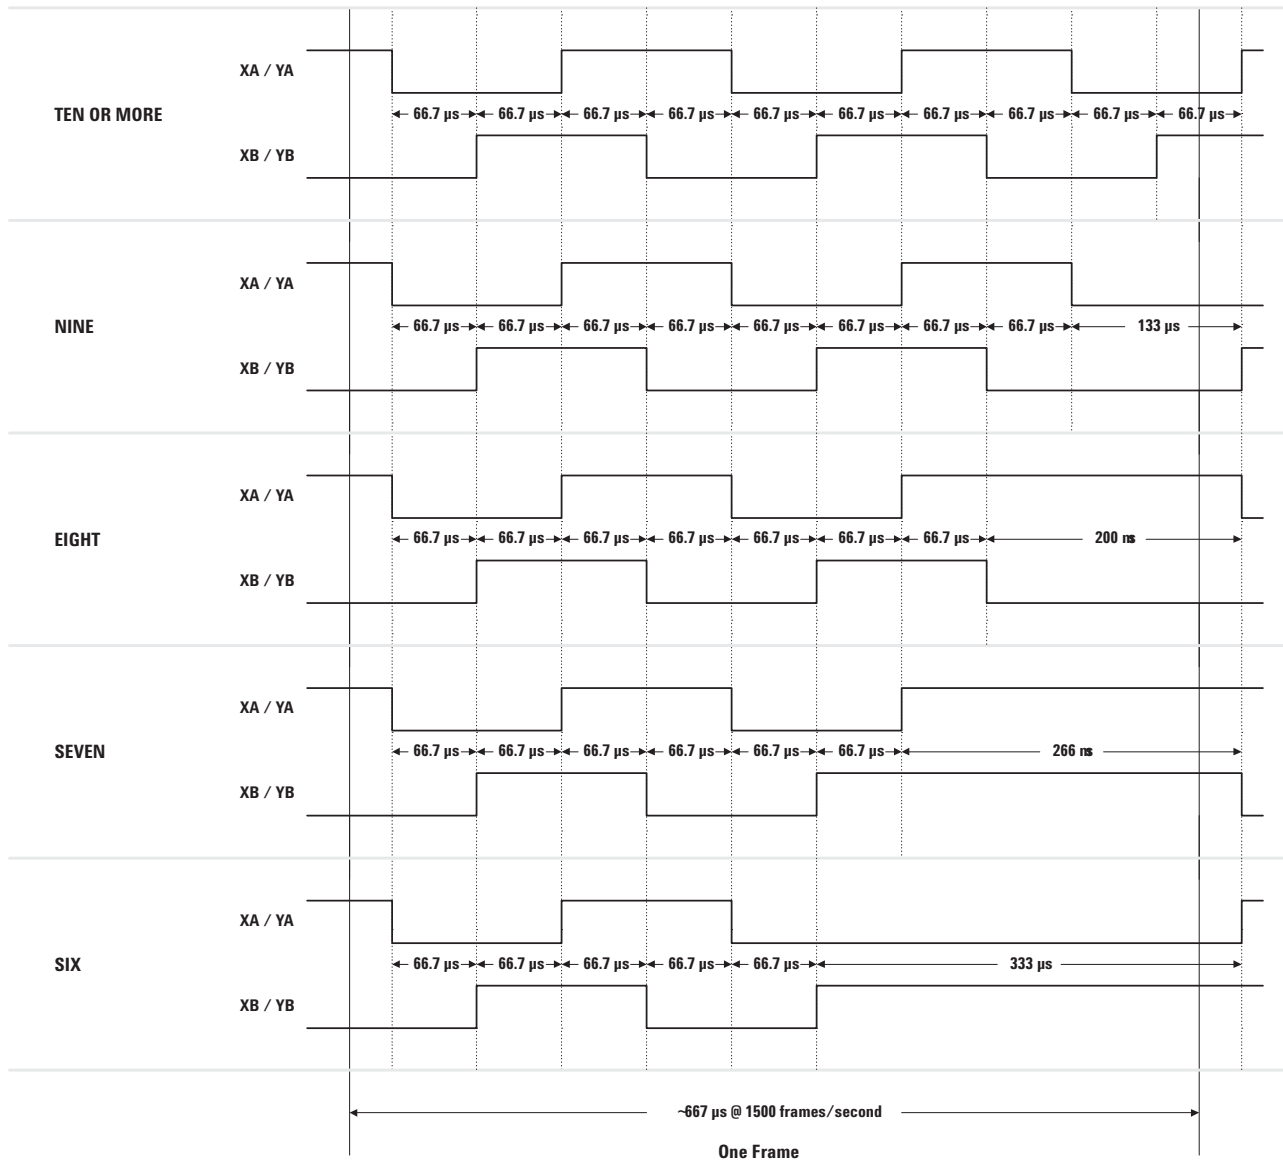 XA / YA
TEN OR MORE
66.7 µs 66.7 µs 66.7 µs 66.7 µs 66.7 µs 66.7 µs 66.7 µs 66.7 µs 66.7 µs 66.7 µs
XB / YB
XA / YA
NINE
66.7 µs 66.7 µs 66.7 µs 66.7 µs 66.7 µs 66.7 µs 66.7 µs 66.7 µs 133 µs
XB / YB
XA / YA
EIGHT
66.7 µs 66.7 µs 66.7 µs 66.7 µs 66.7 µs 66.7 µs 66.7 µs 200 ns
XB / YB
XA / YA
SEVEN
66.7 µs 66.7 µs 66.7 µs 66.7 µs 66.7 µs 66.7 µs 266 ns
XB / YB
XA / YA
SIX
66.7 µs 66.7 µs 66.7 µs 66.7 µs 66.7 µs 333 µs
XB / YB
~667 µs @ 1500 frames/second
One Frame